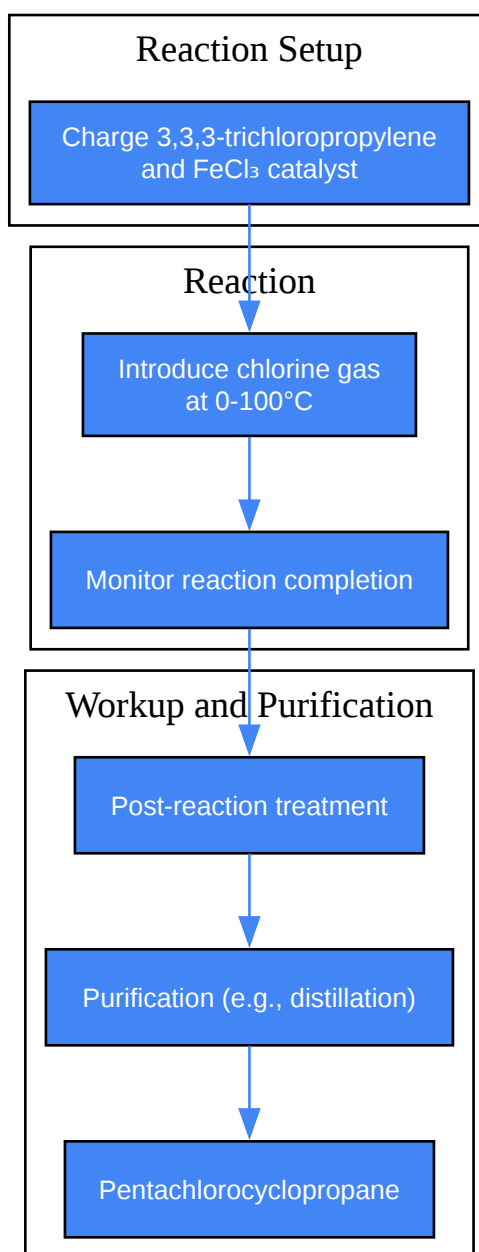 Reaction Setup
Charge 3,3,3-trichloropropylene
and FeCl₃ catalyst
Reaction
Introduce chlorine gas
at 0-100°C
Monitor reaction completion
Workup and Purification
Post-reaction treatment
Purification (e.g., distillation)
Pentachlorocyclopropane